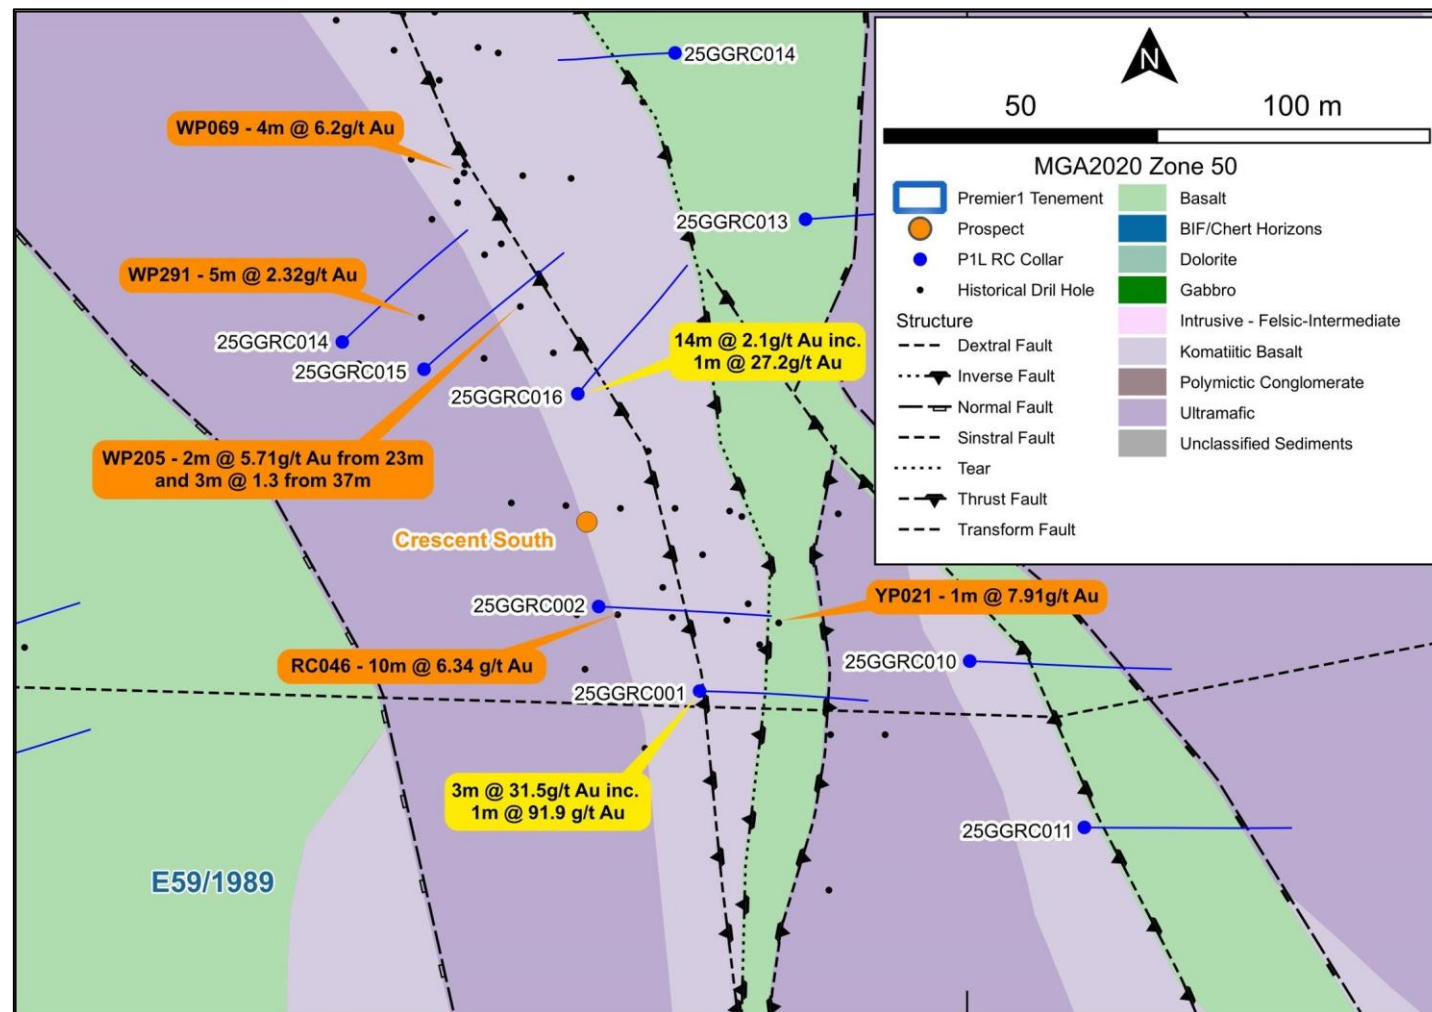 25GGRC014
N
50
100 m
MGA2020 Zone 50
Premier1 Tenement
Prospect
P1L RC Collar
Historical Dril Hole
Structure
Dextral Fault
Inverse Fault
Normal Fault
Sinstral Fault
Tear
Thrust Fault
Transform Fault
Basalt
BIF/Chert Horizons
Dolorite
Gabbro
Intrusive - Felsic-Intermediate
Komatiitic Basalt
Polymictic Conglomerate
Ultramafic
Unclassified Sediments
WP069 - 4m @ 6.2g/t Au
25GGRC013
WP291 - 5m @ 2.32g/t Au
25GGRC014
25GGRC015
14m @ 2.1g/t Au inc.
1m @ 27.2g/t Au
25GGRC016
WP205 - 2m @ 5.71g/t Au from 23m
and 3m @ 1.3 from 37m
Crescent South
25GGRC002
YP021 - 1m @ 7.91g/t Au
RC046 - 10m @ 6.34 g/t Au
25GGRC010
25GGRC001
3m @ 31.5g/t Au inc.
1m @ 91.9 g/t Au
25GGRC011
E59/1989